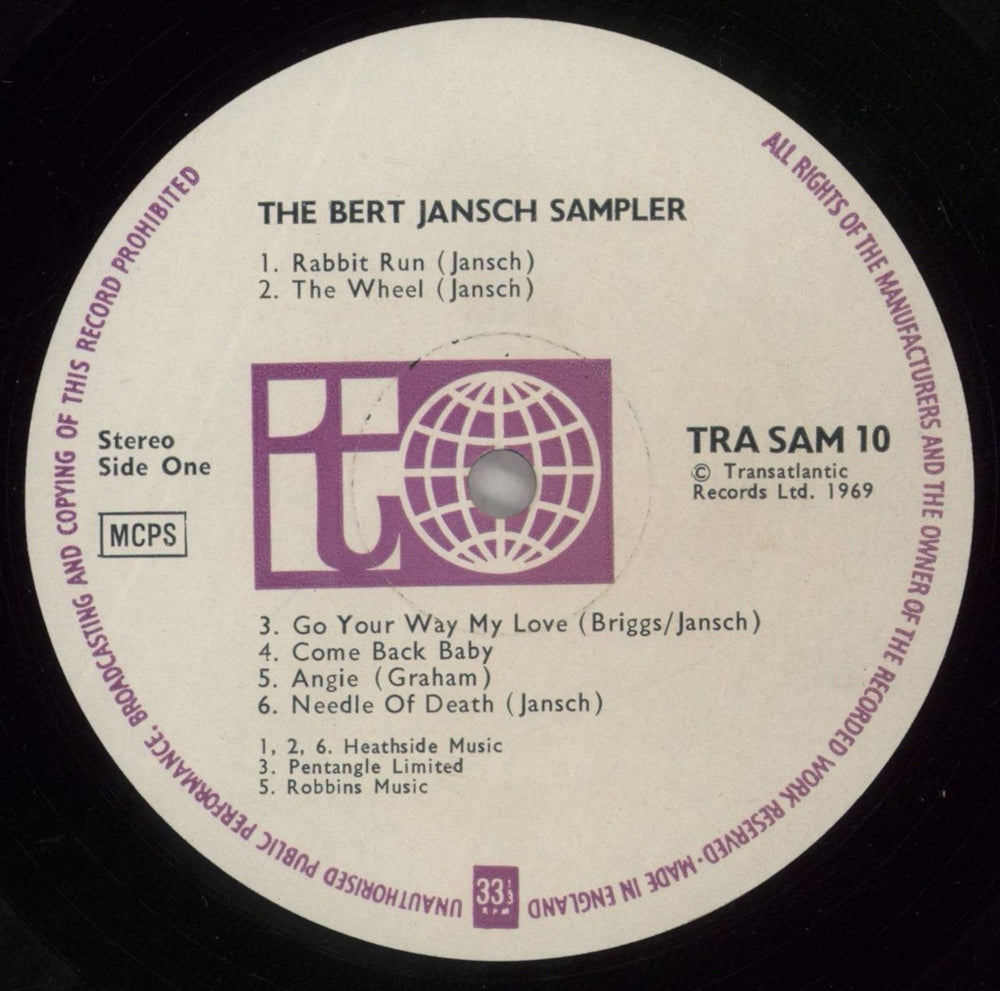 THE BERT JANSCH SAMPLER
1. Rabbit Run (Jansch)
2. The Wheel (Jansch)
it
Stereo
Side One
MCPS
TRA SAM 10
© Transatlantic
Records Ltd. 1969
3. Go Your Way My Love (Briggs/Jansch)
4. Come Back Baby
5. Angie (Graham)
6. Needle Of Death (Jansch)
1, 2, 6. Heathside Music
3. Pentangle Limited
5. Robbins Music
33⅓
RPM
ALL RIGHTS OF THE MANUFACTURERS AND THE OWNER OF THE RECORDED WORK RESERVED · MADE IN ENGLAND
UNAUTHORISED PUBLIC PERFORMANCE, BROADCASTING AND COPYING OF THIS RECORD PROHIBITED